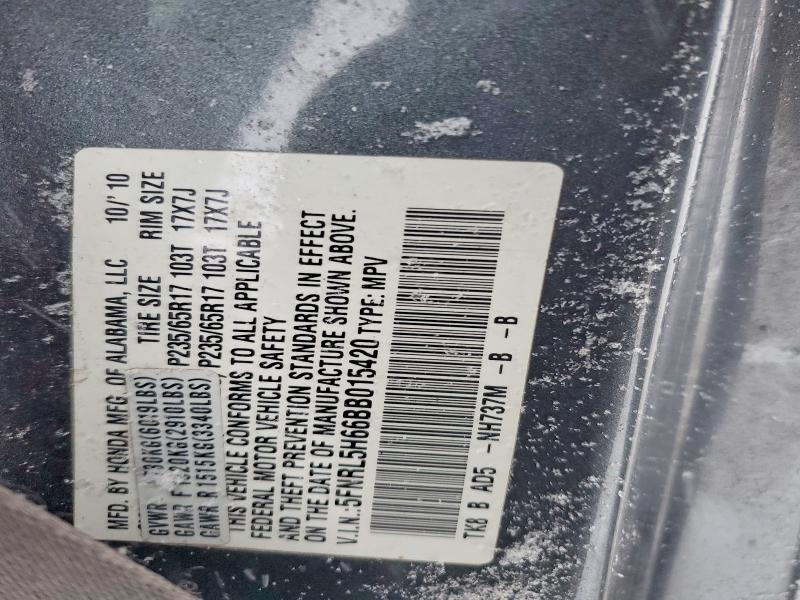 MFD. BY HONDA MFG. OF ALABAMA, LLC 10/'10
TIRE SIZE RIM SIZE
GVWR (6019LBS)
GAWR F 1320KG(2910LBS) P235/65R17 103T 17X7J
GAWR R 1515KG(3340LBS) P235/65R17 103T 17X7J
THIS VEHICLE CONFORMS TO ALL APPLICABLE
FEDERAL MOTOR VEHICLE SAFETY
AND THEFT PREVENTION STANDARDS IN EFFECT
ON THE DATE OF MANUFACTURE SHOWN ABOVE.
V.I.N.:5FNRL5H66BB015420 TYPE: MPV
TK8 B AD5 -NH737M -B -B